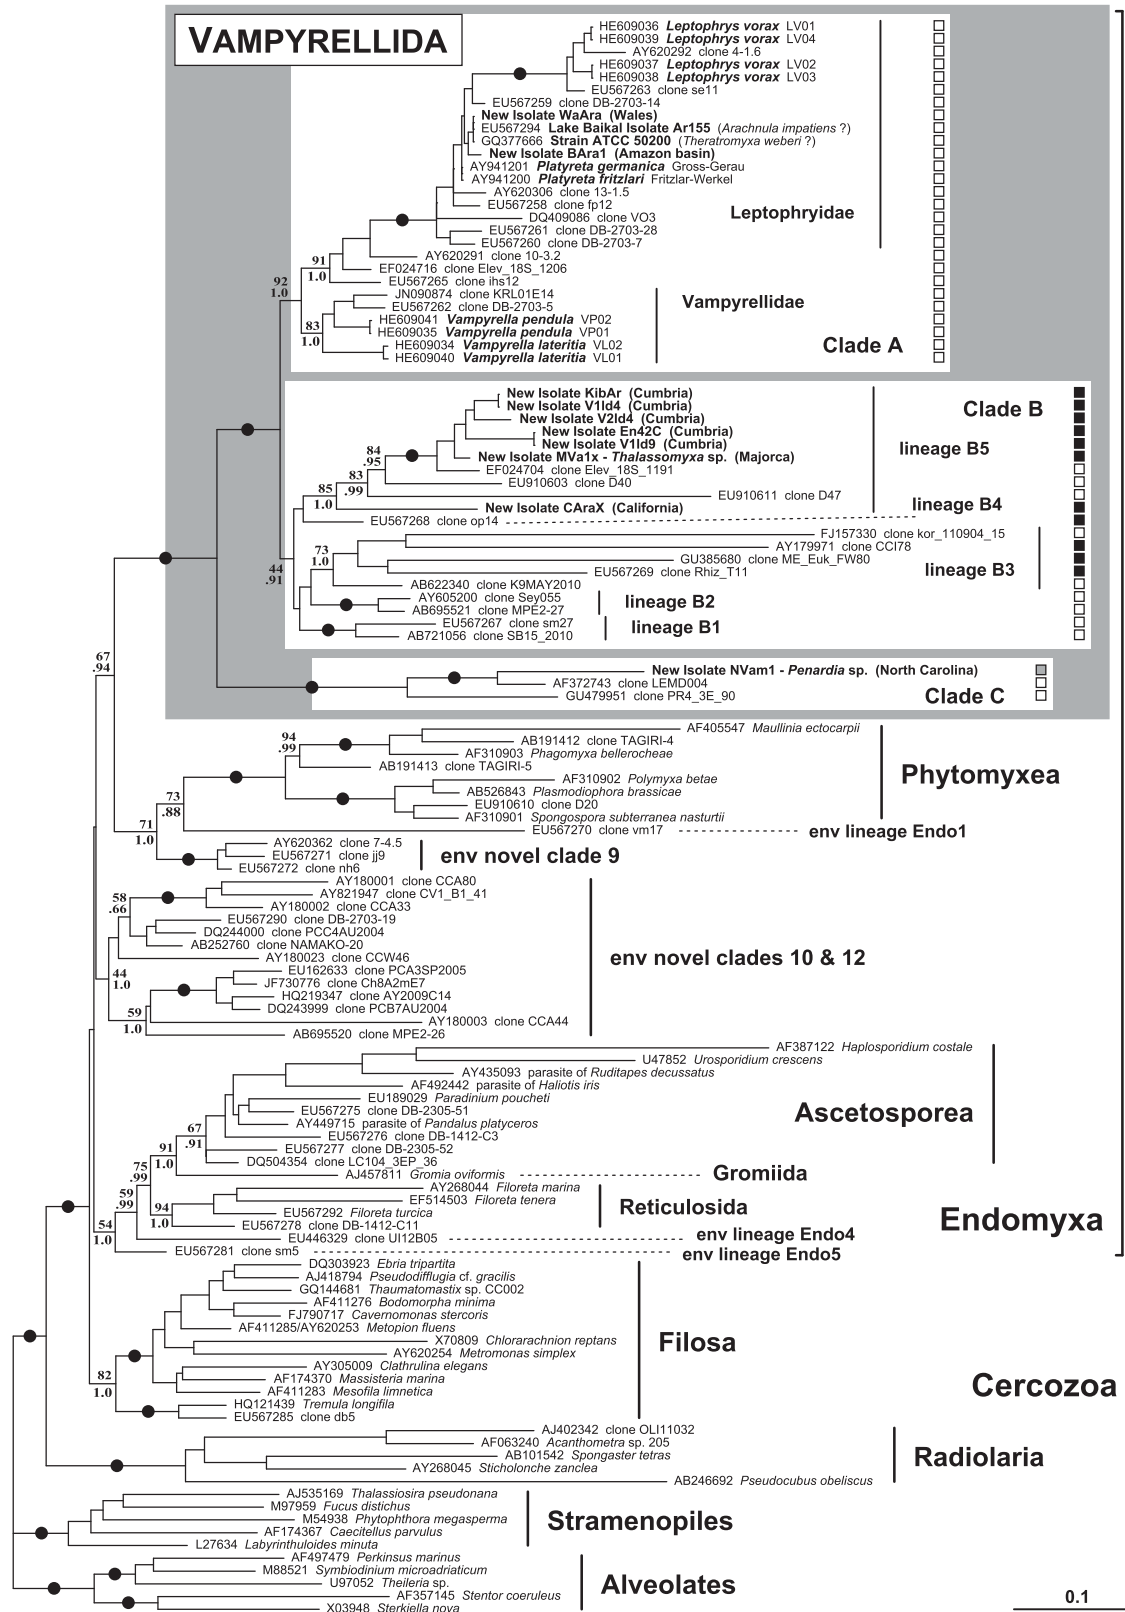 VAMPYRELLIDA
HE609036 Leptophrys vorax LV01
HE609039 Leptophrys vorax LV04
AY620292 clone 4-1.6
HE609037 Leptophrys vorax LV02
HE609038 Leptophrys vorax LV03
EU567263 clone se11
EU567259 clone DB-2703-14
New Isolate WaAra (Wales)
EU567294 Lake Baikal Isolate Ar155 (Arachnula impatiens ?)
GQ377666 Strain ATCC 50200 (Theratromyxa weberi ?)
New Isolate BAra1 (Amazon basin)
AY941201 Platyreta germanica Gross-Gerau
AY941200 Platyreta fritzlari Fritzlar-Werkel
AY620306 clone 13-1.5
EU567258 clone fp12
Leptophryidae
DQ409086 clone VO3
EU567261 clone DB-2703-28
EU567260 clone DB-2703-7
AY620291 clone 10-3.2
91
1.0
EF024716 clone Elev_18S_1206
EU567265 clone ihs12
92
1.0
JN090874 clone KRL01E14
EU567262 clone DB-2703-5
Vampyrellidae
HE609041 Vampyrella pendula VP02
83
1.0
HE609035 Vampyrella pendula VP01
HE609034 Vampyrella lateritia VL02
HE609040 Vampyrella lateritia VL01
Clade A
New Isolate KibAr (Cumbria)
New Isolate V1Id4 (Cumbria)
Clade B
New Isolate V2Id4 (Cumbria)
New Isolate En42C (Cumbria)
New Isolate V1Id9 (Cumbria)
lineage B5
84
.95
New Isolate MVa1x - Thalassomyxa sp. (Majorca)
EF024704 clone Elev_18S_1191
83
.99
EU910603 clone D40
85
1.0
EU910611 clone D47
New Isolate CAraX (California)
lineage B4
EU567268 clone op14
FJ157330 clone kor_110904_15
73
1.0
AY179971 clone CCI78
GU385680 clone ME_Euk_FW80
44
.91
EU567269 clone Rhiz_T11
lineage B3
AB622340 clone K9MAY2010
AY605200 clone Sey055
lineage B2
AB695521 clone MPE2-27
EU567267 clone sm27
lineage B1
AB721056 clone SB15_2010
67
.94
New Isolate NVam1 - Penardia sp. (North Carolina)
AF372743 clone LEMD004
GU479951 clone PR4_3E_90
Clade C
AF405547 Maullinia ectocarpii
94
.99
AB191412 clone TAGIRI-4
AF310903 Phagomyxa bellerocheae
AB191413 clone TAGIRI-5
Phytomyxea
AF310902 Polymyxa betae
AB526843 Plasmodiophora brassicae
73
.88
EU910610 clone D20
AF310901 Spongospora subterranea nasturtii
71
1.0
EU567270 clone vm17
env lineage Endo1
AY620362 clone 7-4.5
EU567271 clone jj9
env novel clade 9
EU567272 clone nh6
AY180001 clone CCA80
58
.66
AY821947 clone CV1_B1_41
AY180002 clone CCA33
EU567290 clone DB-2703-19
DQ244000 clone PCC4AU2004
AB252760 clone NAMAKO-20
AY180023 clone CCW46
env novel clades 10 & 12
44
1.0
EU162633 clone PCA3SP2005
JF730776 clone Ch8A2mE7
HQ219347 clone AY2009C14
DQ243999 clone PCB7AU2004
59
1.0
AY180003 clone CCA44
AB695520 clone MPE2-26
AF387122 Haplosporidium costale
U47852 Urosporidium crescens
AY435093 parasite of Ruditapes decussatus
AF492442 parasite of Haliotis iris
EU189029 Paradinium poucheti
EU567275 clone DB-2305-51
Ascetosporea
AY449715 parasite of Pandalus platyceros
67
.91
EU567276 clone DB-1412-C3
EU567277 clone DB-2305-52
91
1.0
DQ504354 clone LC104_3EP_36
75
.99
AJ457811 Gromia oviformis
Gromiida
AY268044 Filoreta marina
59
.99
EF514503 Filoreta tenera
94
1.0
EU567292 Filoreta turcica
Reticulosida
EU567278 clone DB-1412-C11
Endomyxa
54
1.0
EU446329 clone UI12B05
env lineage Endo4
EU567281 clone sm5
env lineage Endo5
DQ303923 Ebria tripartita
AJ418794 Pseudodifflugia cf. gracilis
GQ144681 Thaumatomastix sp. CC002
AF411276 Bodomorpha minima
FJ790717 Cavernomonas stercoris
AF411285/AY620253 Metopion fluens
X70809 Chlorarachnion reptans
Filosa
AY620254 Metromonas simplex
AY305009 Clathrulina elegans
82
1.0
AF174370 Massisteria marina
Cercozoa
AF411283 Mesofila limnetica
HQ121439 Tremula longifila
EU567285 clone db5
AJ402342 clone OLI11032
AF063240 Acanthometra sp. 205
AB101542 Spongaster tetras
Radiolaria
AY268045 Sticholonche zanclea
AB246692 Pseudocubus obeliscus
AJ535169 Thalassiosira pseudonana
M97959 Fucus distichus
M54938 Phytophthora megasperma
Stramenopiles
AF174367 Caecitellus parvulus
L27634 Labyrinthuloides minuta
AF497479 Perkinsus marinus
M88521 Symbiodinium microadriaticum
U97052 Theileria sp.
Alveolates
AF357145 Stentor coeruleus
X03948 Sterkiella nova
0.1